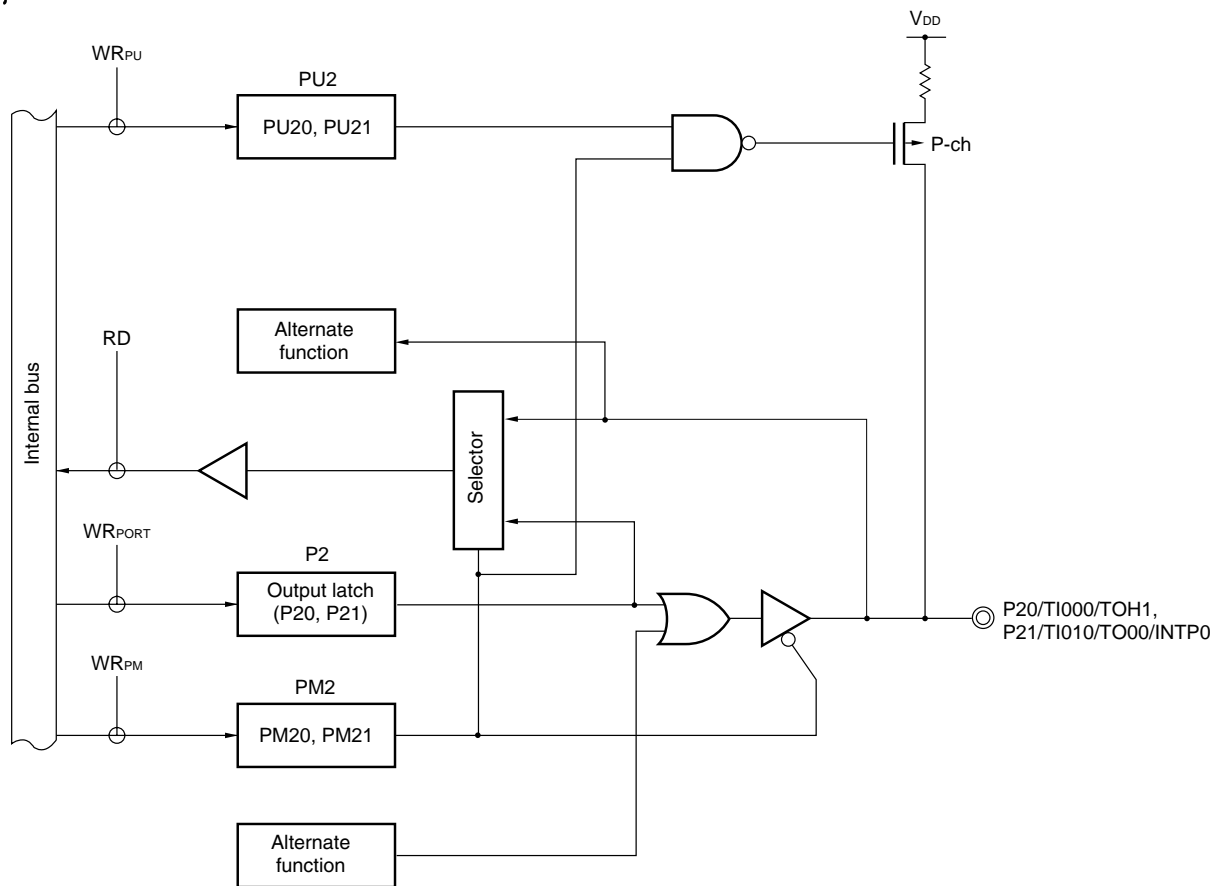 VDD
WRPU
PU2
PU20, PU21
P-ch
Alternate
function
RD
Internal bus
Selector
WRPORT
P2
Output latch
(P20, P21)
P20/TI000/TOH1,
P21/TI010/TO00/INTP0
WRPM
PM2
PM20, PM21
Alternate
function